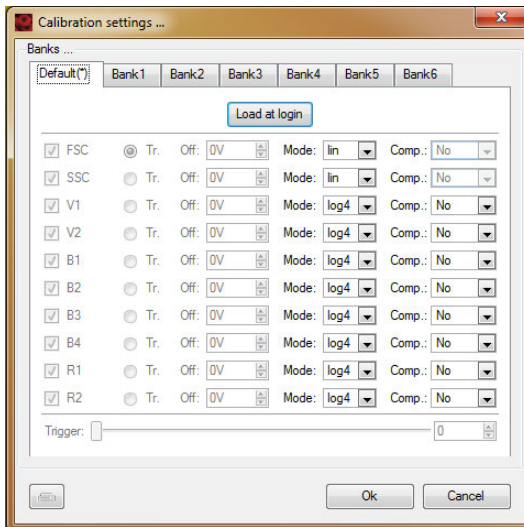 Calibration settings ...
Banks ...
Default(*) Bank1 Bank2 Bank3 Bank4 Bank5 Bank6
Load at login
FSC Tr. Off: 0V Mode: lin Comp.: No
SSC Tr. Off: 0V Mode: lin Comp.: No
V1 Tr. Off: 0V Mode: log4 Comp.: No
V2 Tr. Off: 0V Mode: log4 Comp.: No
B1 Tr. Off: 0V Mode: log4 Comp.: No
B2 Tr. Off: 0V Mode: log4 Comp.: No
B3 Tr. Off: 0V Mode: log4 Comp.: No
B4 Tr. Off: 0V Mode: log4 Comp.: No
R1 Tr. Off: 0V Mode: log4 Comp.: No
R2 Tr. Off: 0V Mode: log4 Comp.: No
Trigger: 0
Ok Cancel